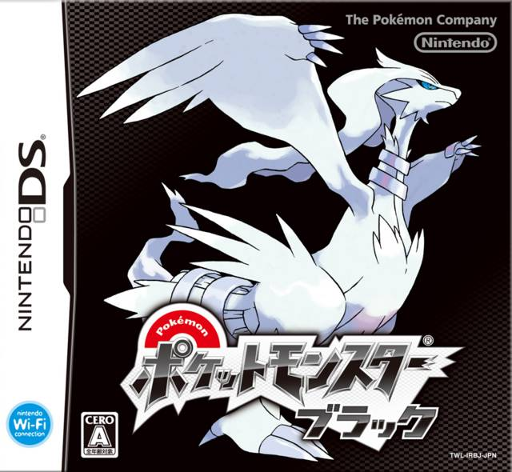 The Pokémon Company
Nintendo
NINTENDO DS®
Pokémon
ポケットモンスター®
ブラック
nintendo
Wi-Fi
connection
CERO
A
全年齢対象
TWL-IRBJ-JPN